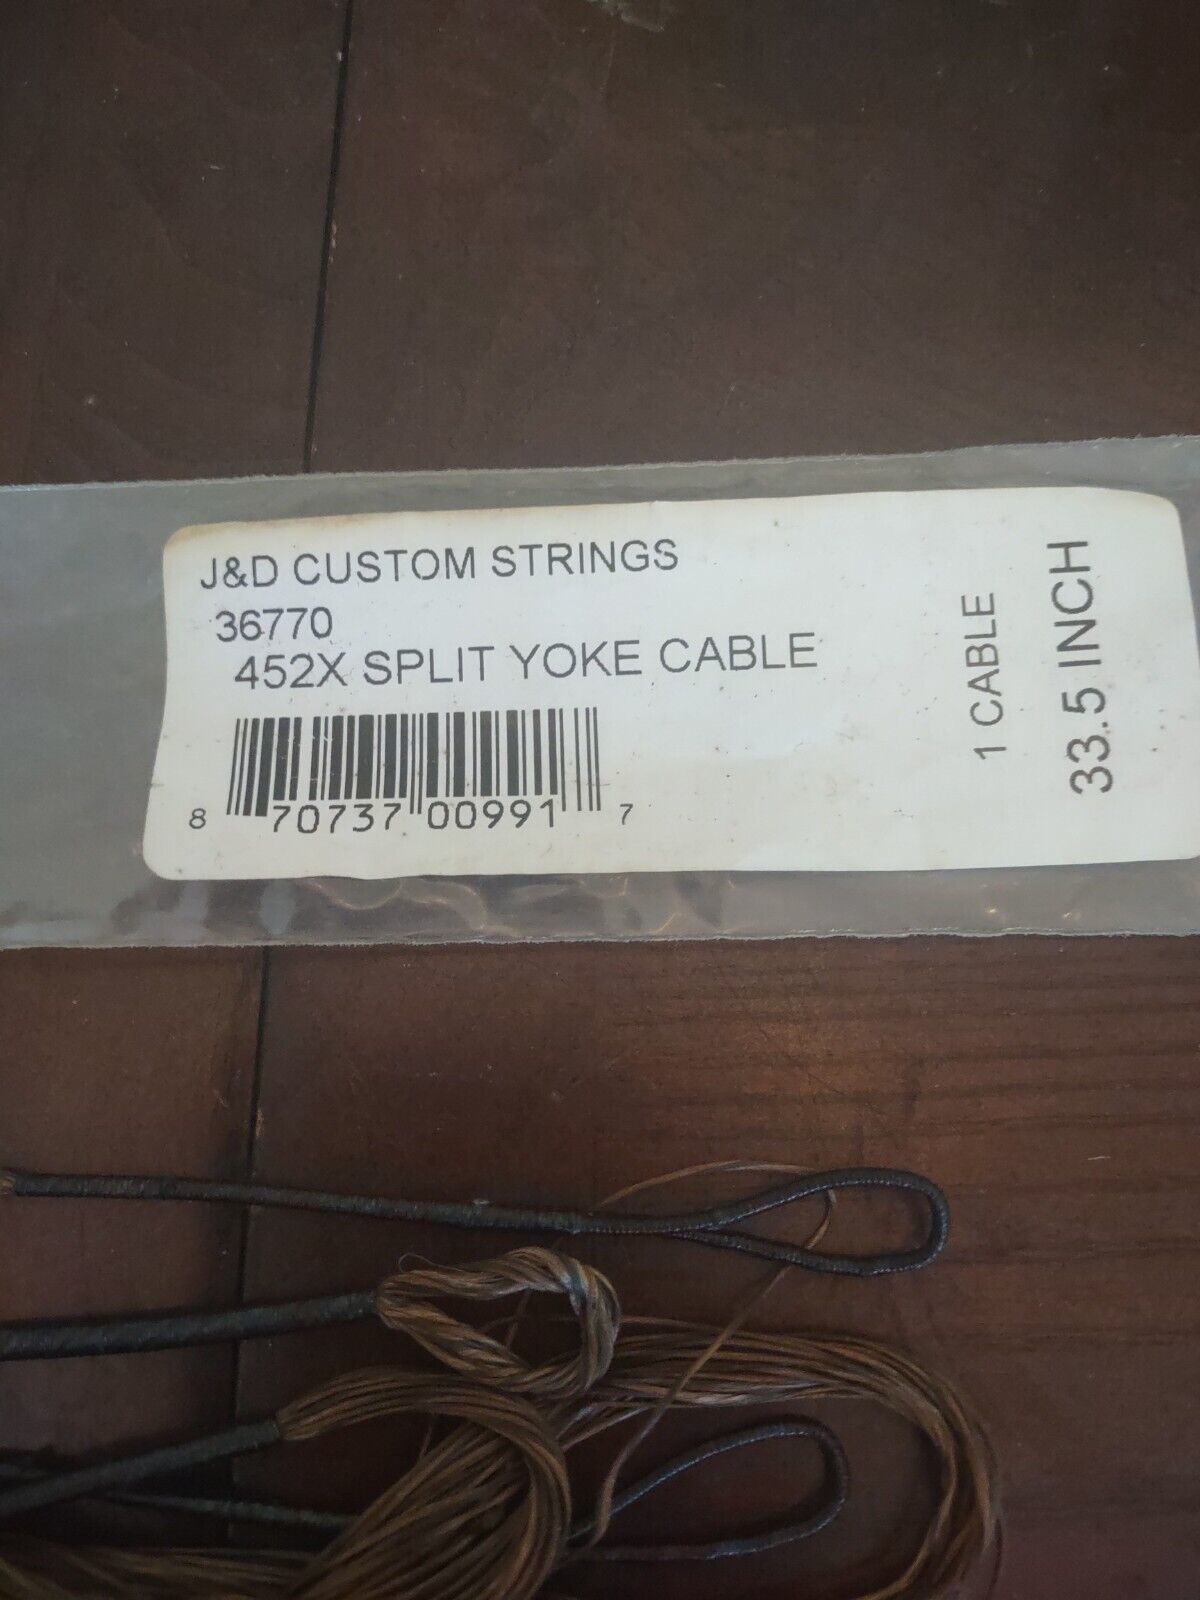 J&D CUSTOM STRINGS
36770
452X SPLIT YOKE CABLE
8 70737 00991 7
1 CABLE
33.5 INCH